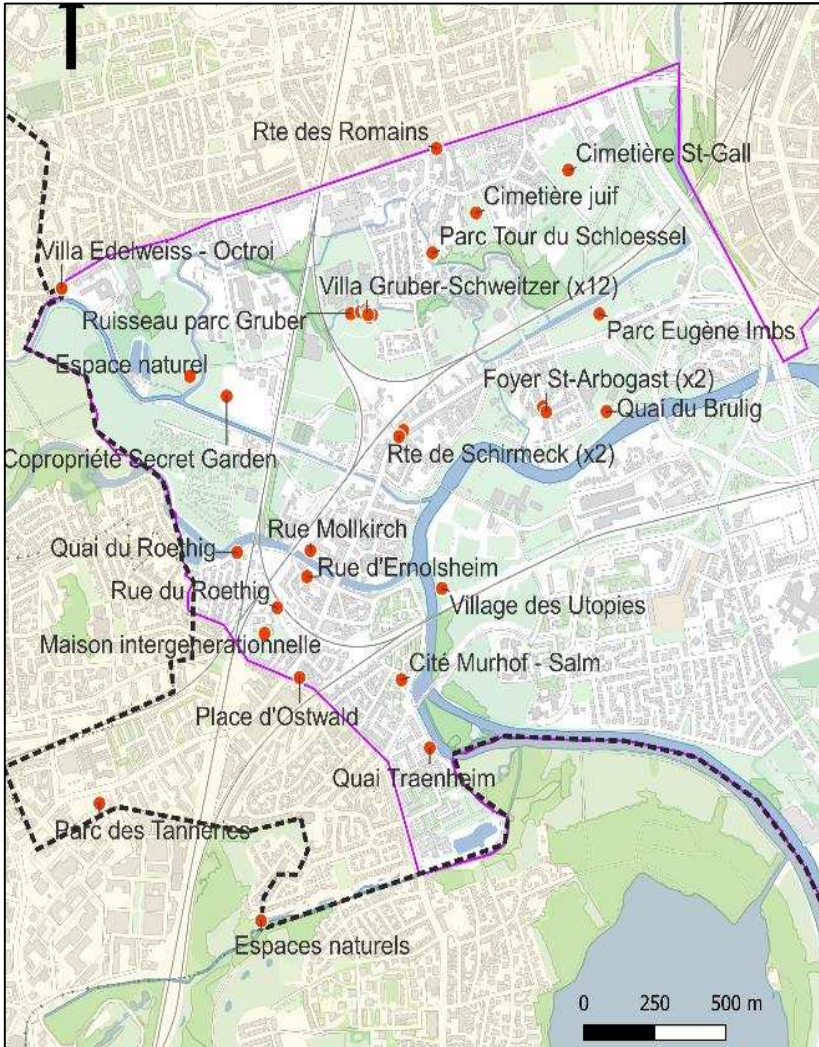 Rte des Romains
Cimetière St-Gall
Cimetière juif
Parc Tour du Schloessel
Villa Edelweiss - Octroi
Villa Gruber-Schweitzer (x12)
Ruisseau parc Gruber
Parc Eugène Imbs
Espace naturel
Foyer St-Arbogast (x2)
Quai du Brulig
Copropriéte Secret Garden
Rte de Schirmeck (x2)
Rue Mollkirch
Quai du Roethig
Rue d'Ernolsheim
Rue du Roethig
Village des Utopies
Maison intergenerationnelle
Cité Murhof - Salm
Place d'Ostwald
Quai Traenheim
Parc des Tanneries
Espaces naturels
0 250 500 m